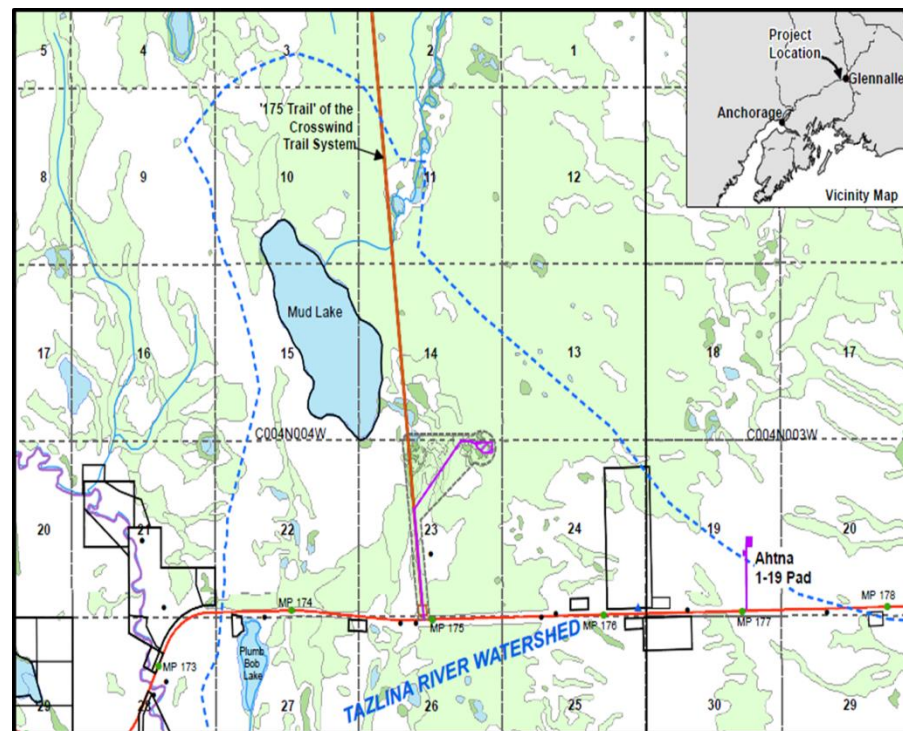 5
4
3
2
1
Project
Location
Glennalle
Anchorage
Vicinity Map
'175 Trail' of the
Crosswind
Trail System
8
9
10
11
12
Mud Lake
17
16
15
14
13
18
17
C004N004W
C004N003W
20
21
22
23
24
19
20
Ahtna
1-19 Pad
MP 174
MP 175
MP 176
MP 177
MP 178
MP 173
Plumb
Bob
Lake
TAZLINA RIVER WATERSHED
29
28
27
26
25
30
29